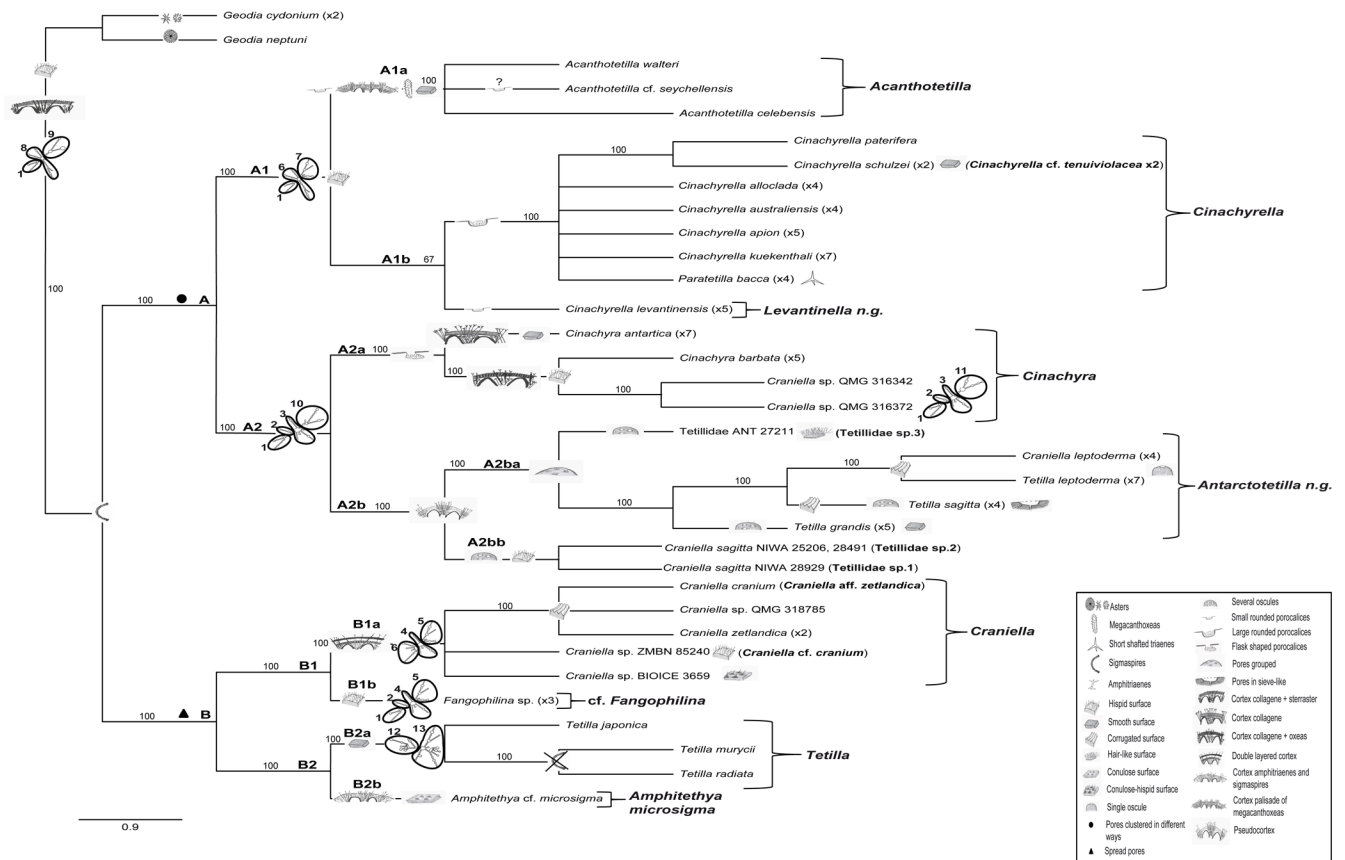 Geodia cydonium (x2)
Geodia neptuni
A1a
100
?
Acanthotetilla walteri
Acanthotetilla cf. seychellensis
Acanthotetilla celebensis
Acanthotetilla
8
9
1
100
A1
100
6
7
1
Cinachyrella paterifera
100
Cinachyrella schulzei (x2)
(Cinachyrella cf. tenuiviolacea x2)
Cinachyrella alloclada (x4)
Cinachyrella australiensis (x4)
100
Cinachyrella apion (x5)
Cinachyrella kuekenthali (x7)
Paratetilla bacca (x4)
Cinachyrella
A1b
67
Cinachyrella levantinensis (x5)
Levantinella n.g.
100
A
Cinachyra antartica (x7)
A2a
100
100
Cinachyra barbata (x5)
100
Craniella sp. QMG 316342
Craniella sp. QMG 316372
11
3
2
1
Cinachyra
A2
100
10
3
2
1
Tetillidae ANT 27211
(Tetillidae sp.3)
100
A2ba
100
100
100
Craniella leptoderma (x4)
Tetilla leptoderma (x7)
Tetilla sagitta (x4)
Tetilla grandis (x5)
Antarctotetilla n.g.
A2b
100
A2bb
Craniella sagitta NIWA 25206, 28491 (Tetillidae sp.2)
Craniella sagitta NIWA 28929 (Tetillidae sp.1)
Craniella cranium (Craniella aff. zetlandica)
100
Craniella sp. QMG 318785
Craniella zetlandica (x2)
Craniella sp. ZMBN 85240
(Craniella cf. cranium)
Craniella sp. BIOICE 3659
Craniella
B1a
100
5
4
6
B1
100
B1b
100
5
4
2
1
Fangophilina sp. (x3)
cf. Fangophilina
100
B
B2a
100
12
13
Tetilla japonica
100
Tetilla murycii
Tetilla radiata
Tetilla
B2
100
B2b
100
Amphitethya cf. microsigma
Amphitethya
microsigma
0.9
Asters
Megacanthoxeas
Short shafted triaenes
Sigmaspires
Amphitriaenes
Hispid surface
Smooth surface
Corrugated surface
Hair-like surface
Conulose surface
Conulose-hispid surface
Single oscule
Pores clustered in different
ways
Spread pores
Several oscules
Small rounded porocalices
Large rounded porocalices
Flask shaped porocalices
Pores grouped
Pores in sieve-like
Cortex collagene + sterraster
Cortex collagene
Cortex collagene + oxeas
Double layered cortex
Cortex amphitriaenes and
sigmaspires
Cortex palisade of
megacanthoxeas
Pseudocortex